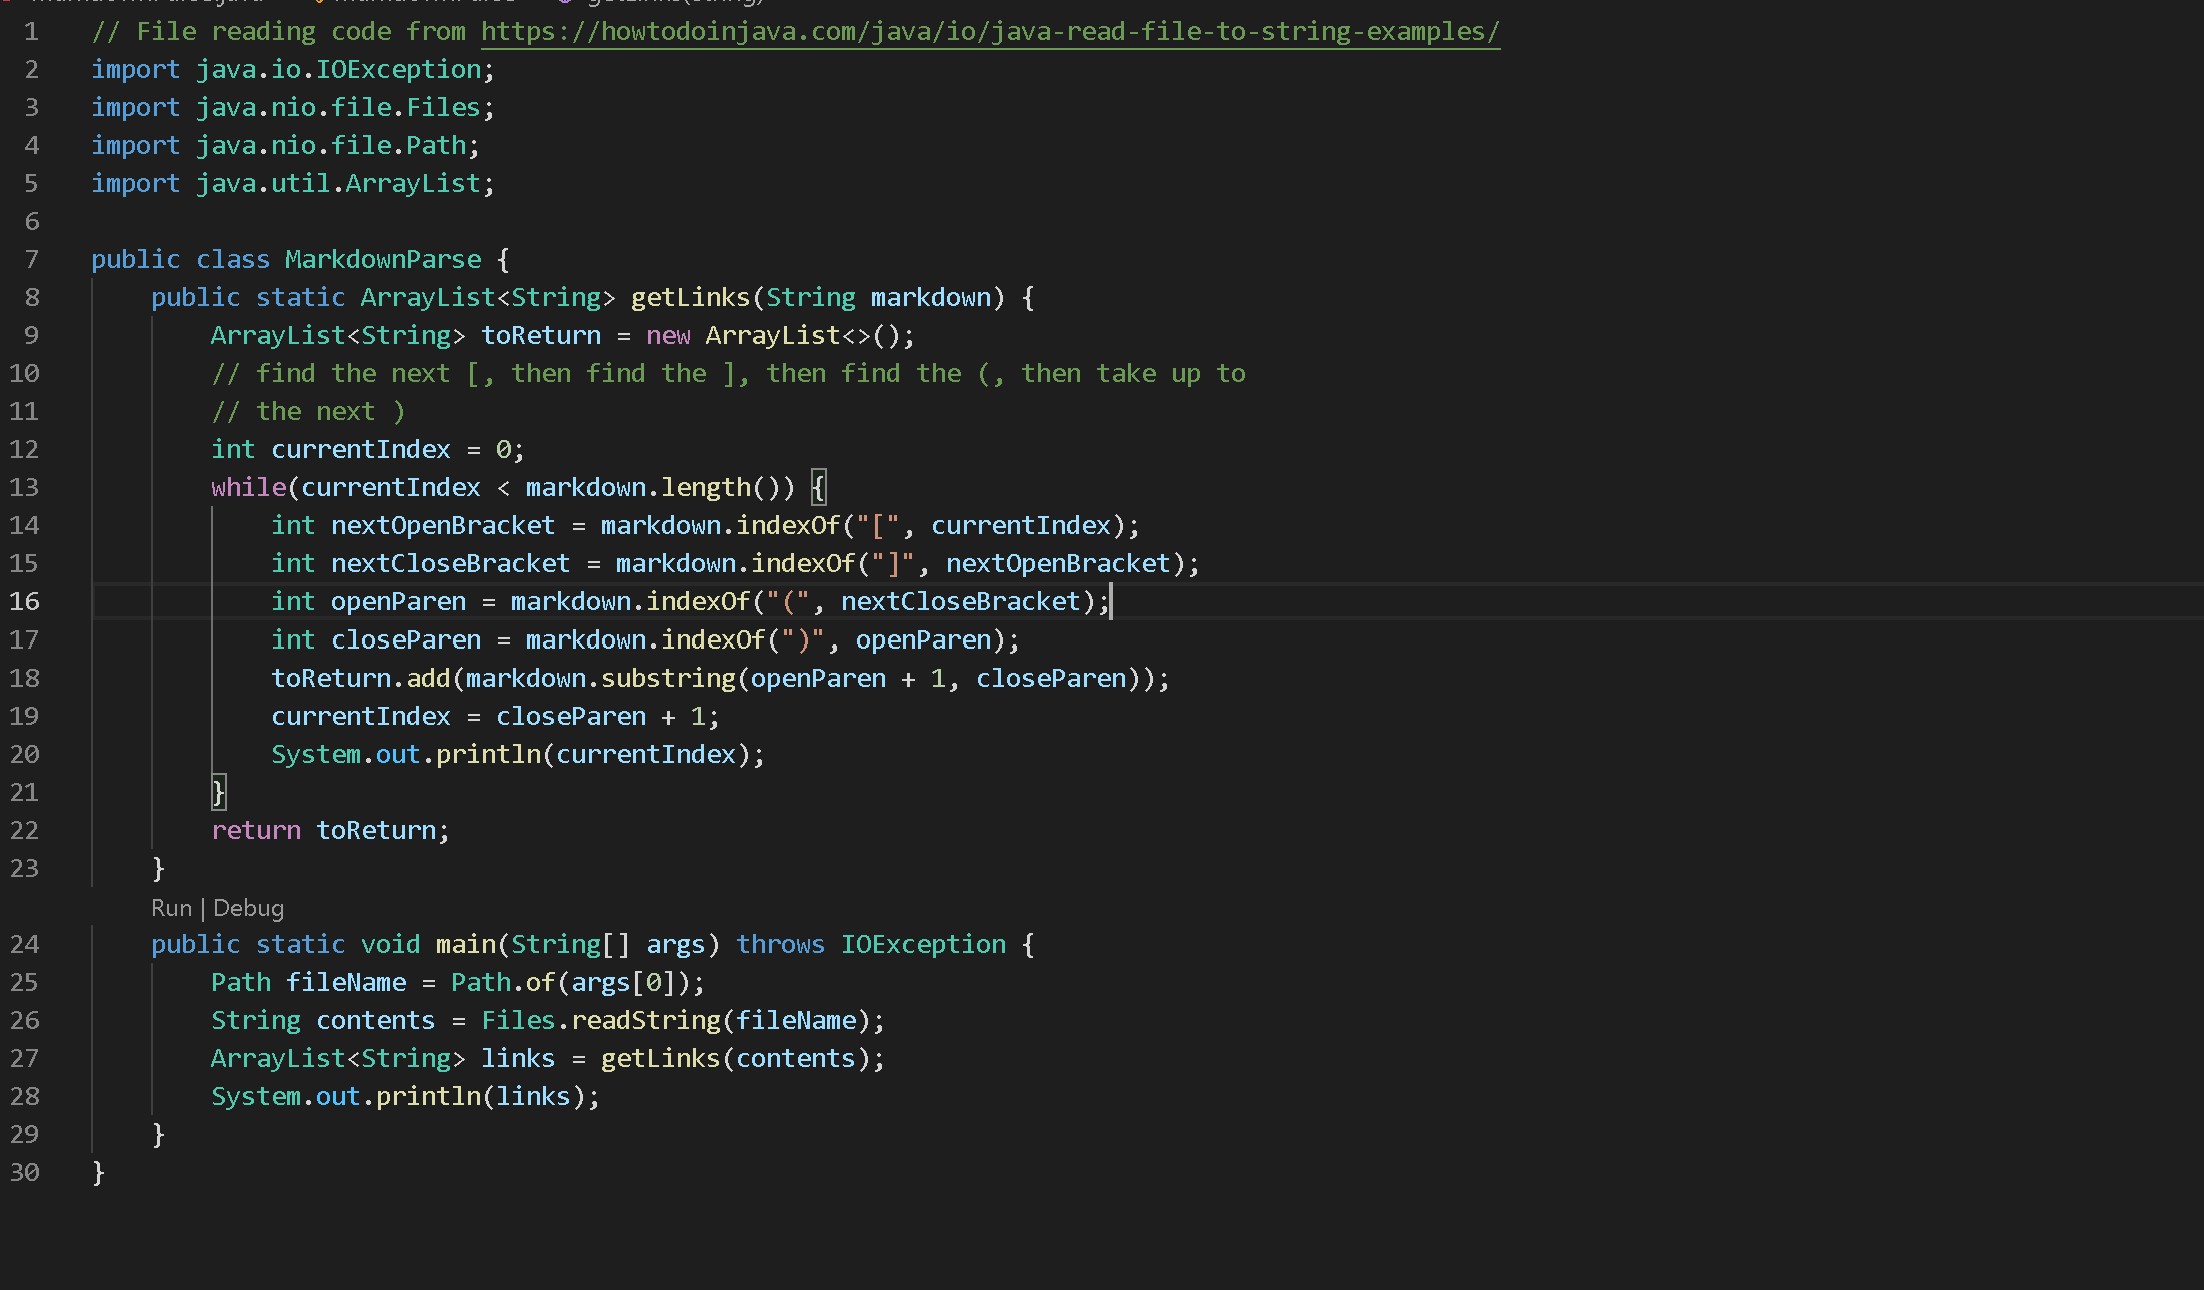 1 // File reading code from https://howtodoinjava.com/java/io/java-read-file-to-string-examples/
2 import java.io.IOException;
3 import java.nio.file.Files;
4 import java.nio.file.Path;
5 import java.util.ArrayList;
6
7 public class MarkdownParse {
8     public static ArrayList<String> getLinks(String markdown) {
9         ArrayList<String> toReturn = new ArrayList<>();
10         // find the next [, then find the ], then find the (, then take up to
11         // the next )
12         int currentIndex = 0;
13         while(currentIndex < markdown.length()) {
14             int nextOpenBracket = markdown.indexOf("[", currentIndex);
15             int nextCloseBracket = markdown.indexOf("]", nextOpenBracket);
16             int openParen = markdown.indexOf("(", nextCloseBracket);
17             int closeParen = markdown.indexOf(")", openParen);
18             toReturn.add(markdown.substring(openParen + 1, closeParen));
19             currentIndex = closeParen + 1;
20             System.out.println(currentIndex);
21         }
22         return toReturn;
23     }
Run | Debug
24     public static void main(String[] args) throws IOException {
25         Path fileName = Path.of(args[0]);
26         String contents = Files.readString(fileName);
27         ArrayList<String> links = getLinks(contents);
28         System.out.println(links);
29     }
30 }